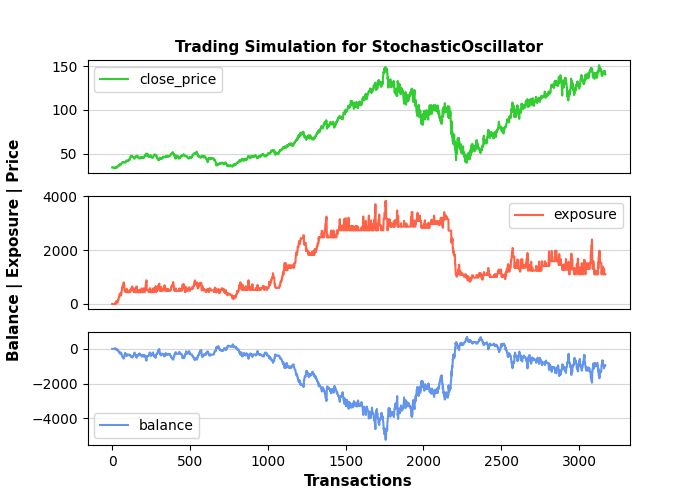 Trading Simulation for StochasticOscillator
150
100
50
close_price
4000
2000
0
exposure
0
−2000
−4000
balance
0
500
1000
1500
2000
2500
3000
Transactions
Balance | Exposure | Price